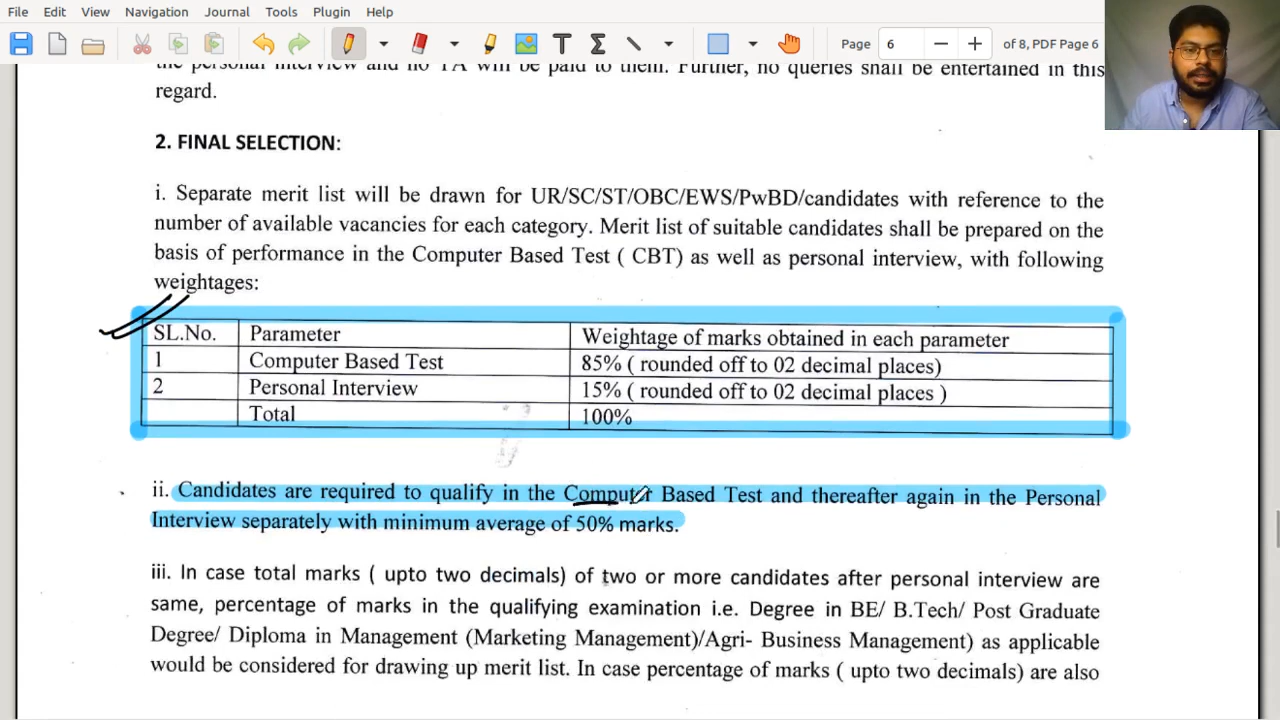 File Edit View Navigation Journal Tools Plugin Help
Page 6 of 8, PDF Page 6
the personal interview and no TA will be paid to them. Further, no queries shall be entertained in this
regard.
2. FINAL SELECTION:
i. Separate merit list will be drawn for UR/SC/ST/OBC/EWS/PwBD/candidates with reference to the
number of available vacancies for each category. Merit list of suitable candidates shall be prepared on the
basis of performance in the Computer Based Test ( CBT) as well as personal interview, with following
weightages:
SL.No. Parameter Weightage of marks obtained in each parameter
1 Computer Based Test 85% ( rounded off to 02 decimal places)
2 Personal Interview 15% ( rounded off to 02 decimal places )
Total 100%
ii. Candidates are required to qualify in the Computer Based Test and thereafter again in the Personal
Interview separately with minimum average of 50% marks.
iii. In case total marks ( upto two decimals) of two or more candidates after personal interview are
same, percentage of marks in the qualifying examination i.e. Degree in BE/ B.Tech/ Post Graduate
Degree/ Diploma in Management (Marketing Management)/Agri- Business Management) as applicable
would be considered for drawing up merit list. In case percentage of marks ( upto two decimals) are also